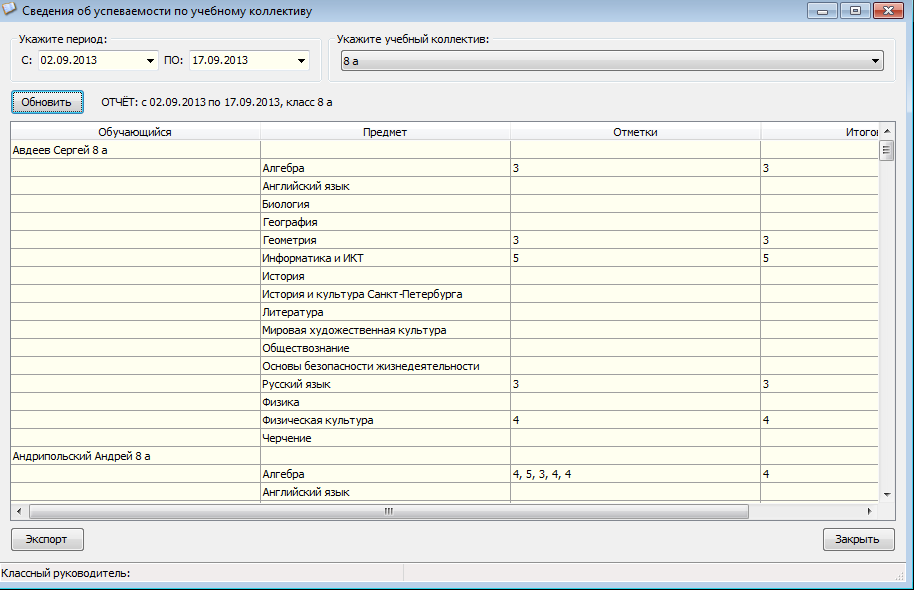 Сведения об успеваемости по учебному коллективу
Укажите период:
Укажите учебный коллектив:
С: 02.09.2013 ПО: 17.09.2013
8 а
Обновить ОТЧЁТ: с 02.09.2013 по 17.09.2013, класс 8 а
Обучающийся Предмет Отметки Итогов
Авдеев Сергей 8 а
Алгебра 3 3
Английский язык
Биология
География
Геометрия 3 3
Информатика и ИКТ 5 5
История
История и культура Санкт-Петербурга
Литература
Мировая художественная культура
Обществознание
Основы безопасности жизнедеятельности
Русский язык 3 3
Физика
Физическая культура 4 4
Черчение
Андрипольский Андрей 8 а
Алгебра 4, 5, 3, 4, 4 4
Английский язык
Экспорт Закрыть
Классный руководитель: